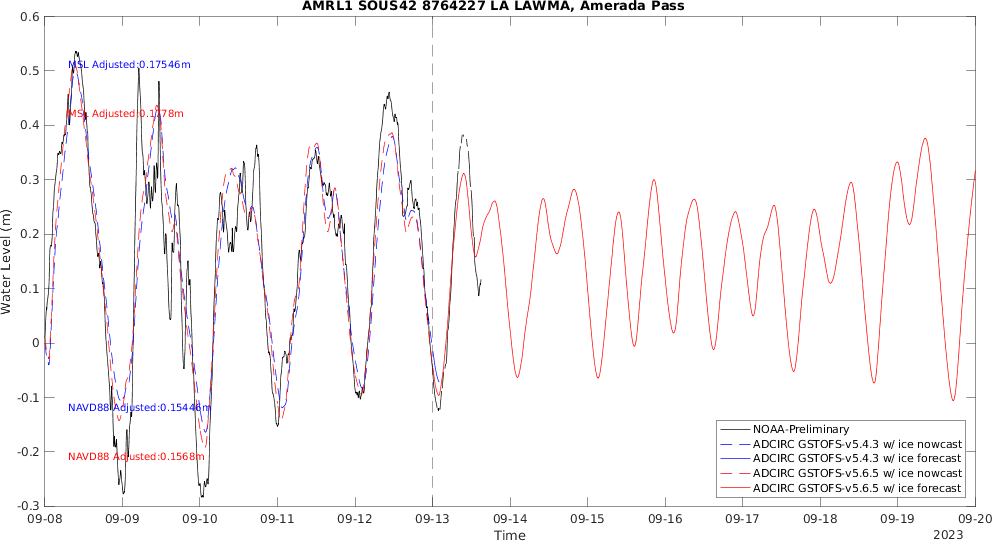 AMRL1 SOUS42 8764227 LA LAWMA, Amerada Pass
0.6
0.5
0.4
0.3
0.2
0.1
0
-0.1
-0.2
-0.3
Water Level (m)
MSL Adjusted:0.17546m
MSL Adjusted:0.1778m
NAVD88 Adjusted:0.15446m
NAVD88 Adjusted:0.1568m
NOAA-Preliminary
ADCIRC GSTOFS-v5.4.3 w/ ice nowcast
ADCIRC GSTOFS-v5.4.3 w/ ice forecast
ADCIRC GSTOFS-v5.6.5 w/ ice nowcast
ADCIRC GSTOFS-v5.6.5 w/ ice forecast
09-08 09-09 09-10 09-11 09-12 09-13 09-14 09-15 09-16 09-17 09-18 09-19 09-20
Time
2023